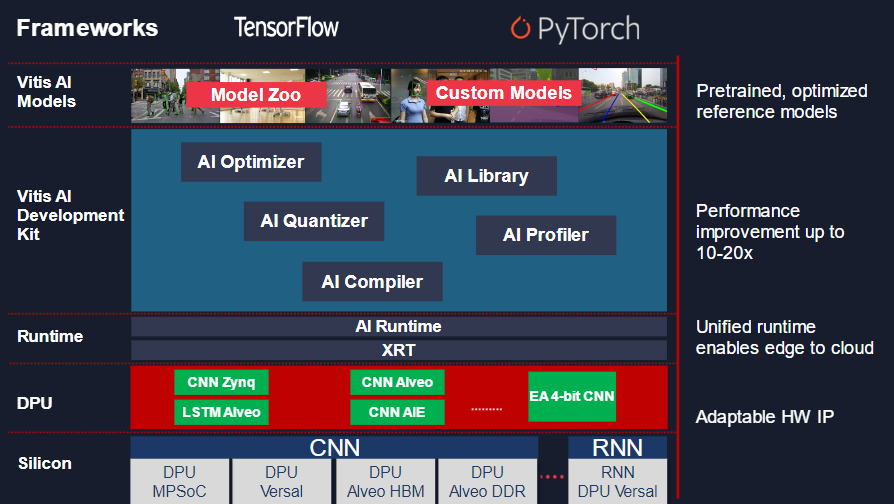 Frameworks
TensorFlow
PyTorch
Vitis AI
Models
Model Zoo
Custom Models
Pretrained, optimized
reference models
Vitis AI
Development
Kit
AI Optimizer
AI Library
AI Quantizer
AI Profiler
AI Compiler
Performance
improvement up to
10-20x
Runtime
AI Runtime
XRT
Unified runtime
enables edge to cloud
DPU
CNN Zynq
CNN Alveo
LSTM Alveo
CNN AIE
.........
EA 4-bit CNN
Adaptable HW IP
Silicon
CNN
RNN
DPU
MPSoC
DPU
Versal
DPU
Alveo HBM
DPU
Alveo DDR
....
RNN
DPU Versal